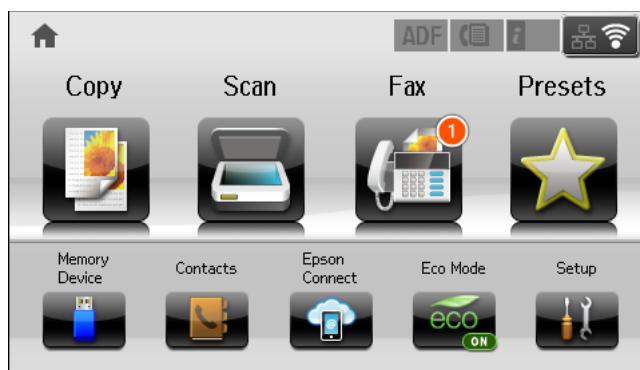 ADF i
Copy Scan Fax Presets
1
Memory Device Contacts Epson Connect Eco Mode Setup
@
eco
ON